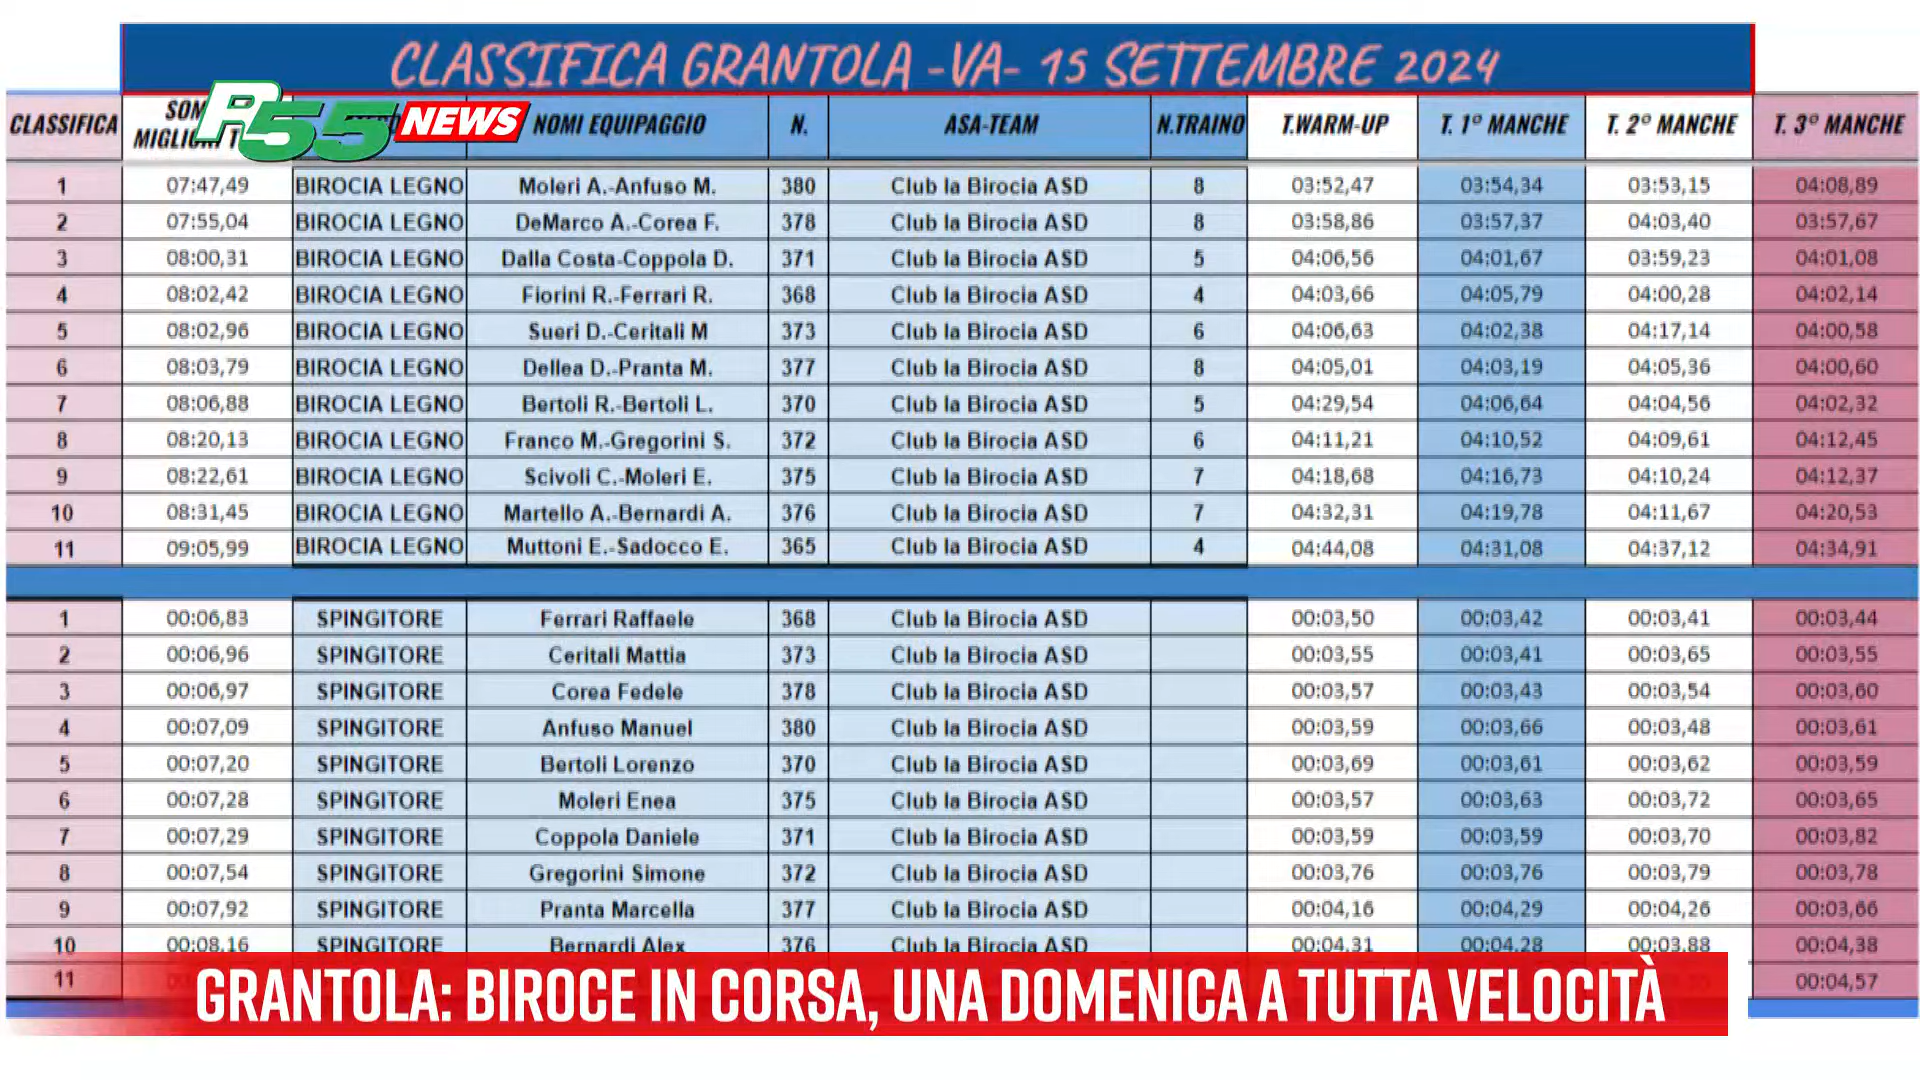 CLASSIFICA GRANTOLA -VA- 15 SETTEMBRE 2024
CLASSIFICA NOMI EQUIPAGGIO N. ASA-TEAM N.TRAINO T.WARM-UP T. 1º MANCHE T. 2º MANCHE T. 3º MANCHE
R55 NEWS
1 07:47,49 BIROCIA LEGNO Moleri A.-Anfuso M. 380 Club la Birocia ASD 8 03:52,47 03:54,34 03:53,15 04:08,89
2 07:55,04 BIROCIA LEGNO DeMarco A.-Corea F. 378 Club la Birocia ASD 8 03:58,86 03:57,37 04:03,40 03:57,67
3 08:00,31 BIROCIA LEGNO Dalla Costa-Coppola D. 371 Club la Birocia ASD 5 04:06,56 04:01,67 03:59,23 04:01,08
4 08:02,42 BIROCIA LEGNO Fiorini R.-Ferrari R. 368 Club la Birocia ASD 4 04:03,66 04:05,79 04:00,28 04:02,14
5 08:02,96 BIROCIA LEGNO Sueri D.-Ceritali M 373 Club la Birocia ASD 6 04:06,63 04:02,38 04:17,14 04:00,58
6 08:03,79 BIROCIA LEGNO Dellea D.-Pranta M. 377 Club la Birocia ASD 8 04:05,01 04:03,19 04:05,36 04:00,60
7 08:06,88 BIROCIA LEGNO Bertoli R.-Bertoli L. 370 Club la Birocia ASD 5 04:29,54 04:06,64 04:04,56 04:02,32
8 08:20,13 BIROCIA LEGNO Franco M.-Gregorini S. 372 Club la Birocia ASD 6 04:11,21 04:10,52 04:09,61 04:12,45
9 08:22,61 BIROCIA LEGNO Scivoli C.-Moleri E. 375 Club la Birocia ASD 7 04:18,68 04:16,73 04:10,24 04:12,37
10 08:31,45 BIROCIA LEGNO Martello A.-Bernardi A. 376 Club la Birocia ASD 7 04:32,31 04:19,78 04:11,67 04:20,53
11 09:05,99 BIROCIA LEGNO Muttoni E.-Sadocco E. 365 Club la Birocia ASD 4 04:44,08 04:31,08 04:37,12 04:34,91
1 00:06,83 SPINGITORE Ferrari Raffaele 368 Club la Birocia ASD 00:03,50 00:03,42 00:03,41 00:03,44
2 00:06,96 SPINGITORE Ceritali Mattia 373 Club la Birocia ASD 00:03,55 00:03,41 00:03,65 00:03,55
3 00:06,97 SPINGITORE Corea Fedele 378 Club la Birocia ASD 00:03,57 00:03,43 00:03,54 00:03,60
4 00:07,09 SPINGITORE Anfuso Manuel 380 Club la Birocia ASD 00:03,59 00:03,66 00:03,48 00:03,61
5 00:07,20 SPINGITORE Bertoli Lorenzo 370 Club la Birocia ASD 00:03,69 00:03,61 00:03,62 00:03,59
6 00:07,28 SPINGITORE Moleri Enea 375 Club la Birocia ASD 00:03,57 00:03,63 00:03,72 00:03,65
7 00:07,29 SPINGITORE Coppola Daniele 371 Club la Birocia ASD 00:03,59 00:03,59 00:03,70 00:03,82
8 00:07,54 SPINGITORE Gregorini Simone 372 Club la Birocia ASD 00:03,76 00:03,76 00:03,79 00:03,78
9 00:07,92 SPINGITORE Pranta Marcella 377 Club la Birocia ASD 00:04,16 00:04,29 00:04,26 00:03,66
10 00:08,16 SPINGITORE Bernardi Alex 376 Club la Birocia ASD 00:04,31 00:04,28 00:03,88 00:04,38
11 00:04,57
GRANTOLA: BIROCE IN CORSA, UNA DOMENICA A TUTTA VELOCITÀ